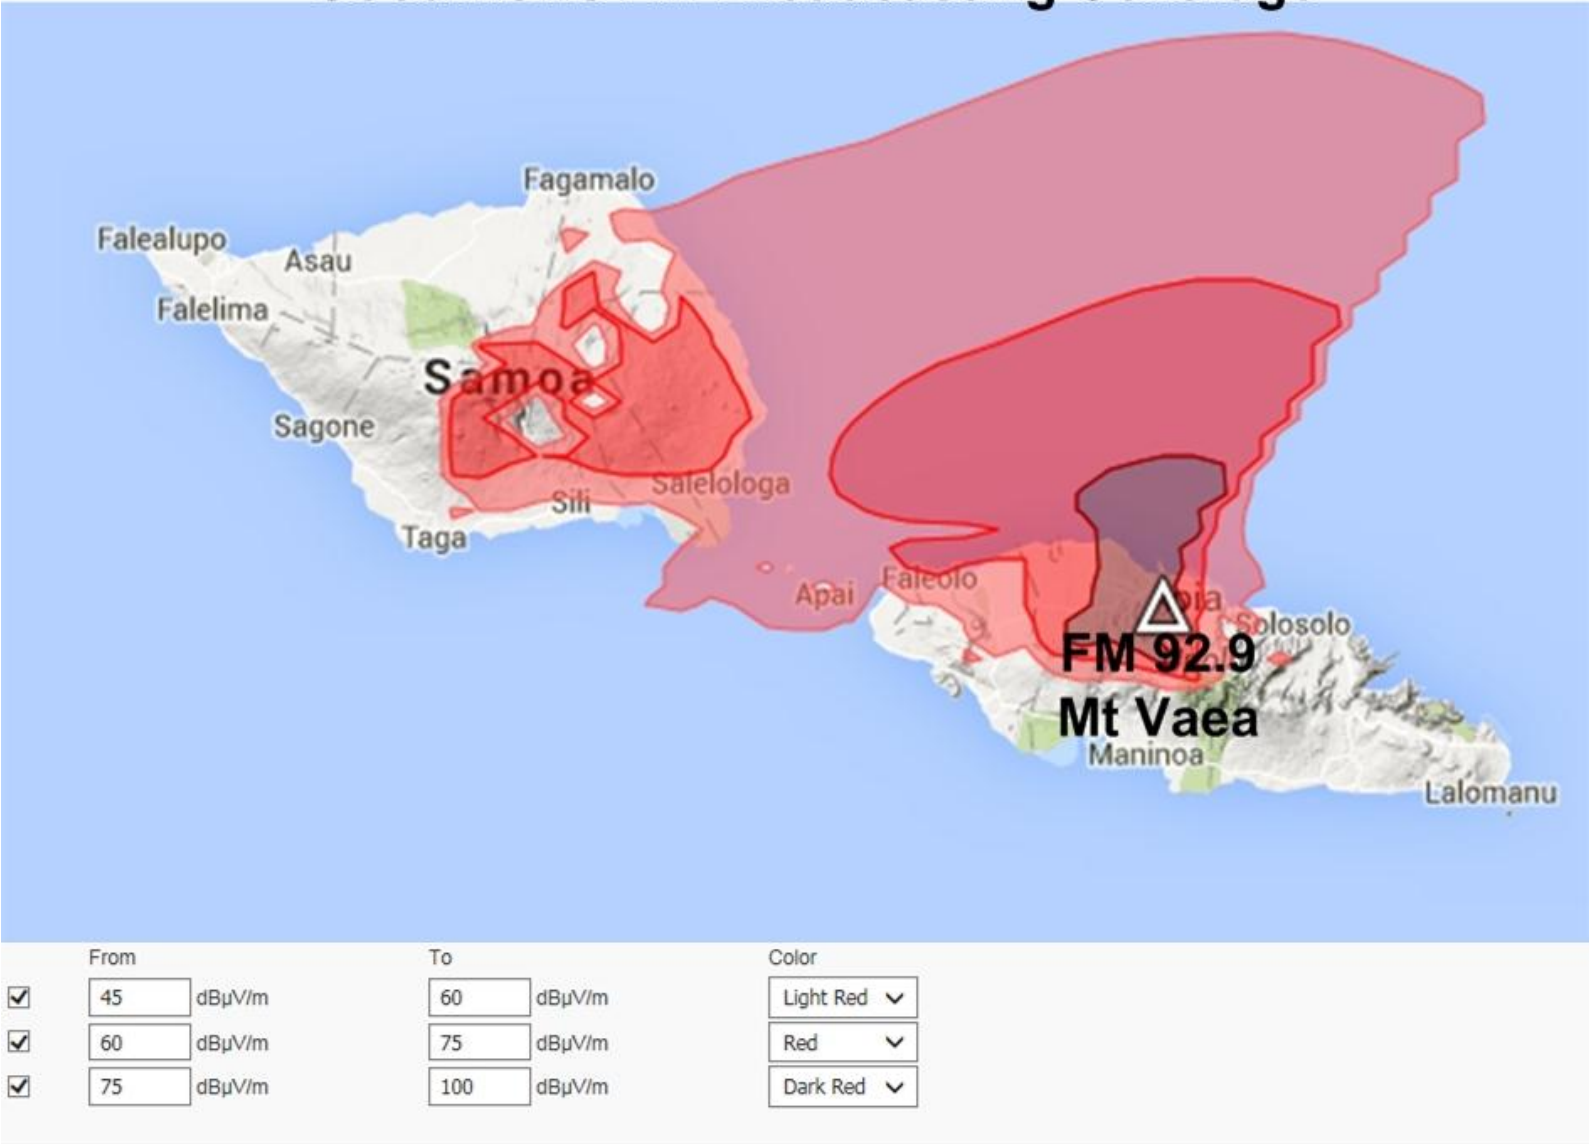 Fagamalo
Falealupo
Asau
Falelima
Samoa
Sagone
Salelologa
Sili
Taga
Faleolo
Apai
Solosolo
FM 92.9
Mt Vaea
Maninoa
Lalomanu
From To Color
45 dBµV/m 60 dBµV/m Light Red
60 dBµV/m 75 dBµV/m Red
75 dBµV/m 100 dBµV/m Dark Red